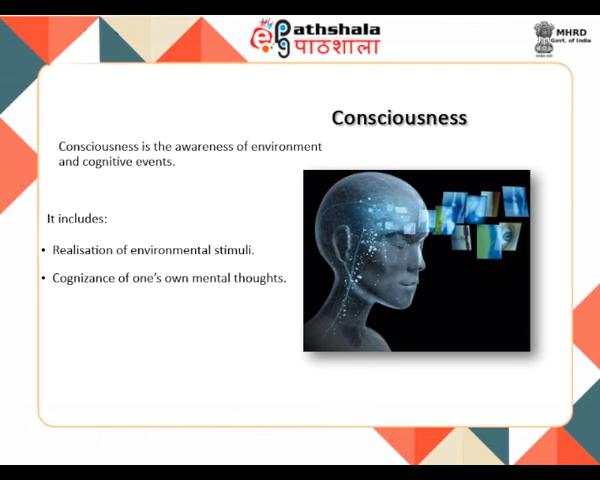 ePG Pathshala
पाठशाला
MHRD
Govt. of India
Consciousness
Consciousness is the awareness of environment
and cognitive events.
It includes:
• Realisation of environmental stimuli.
• Cognizance of one's own mental thoughts.